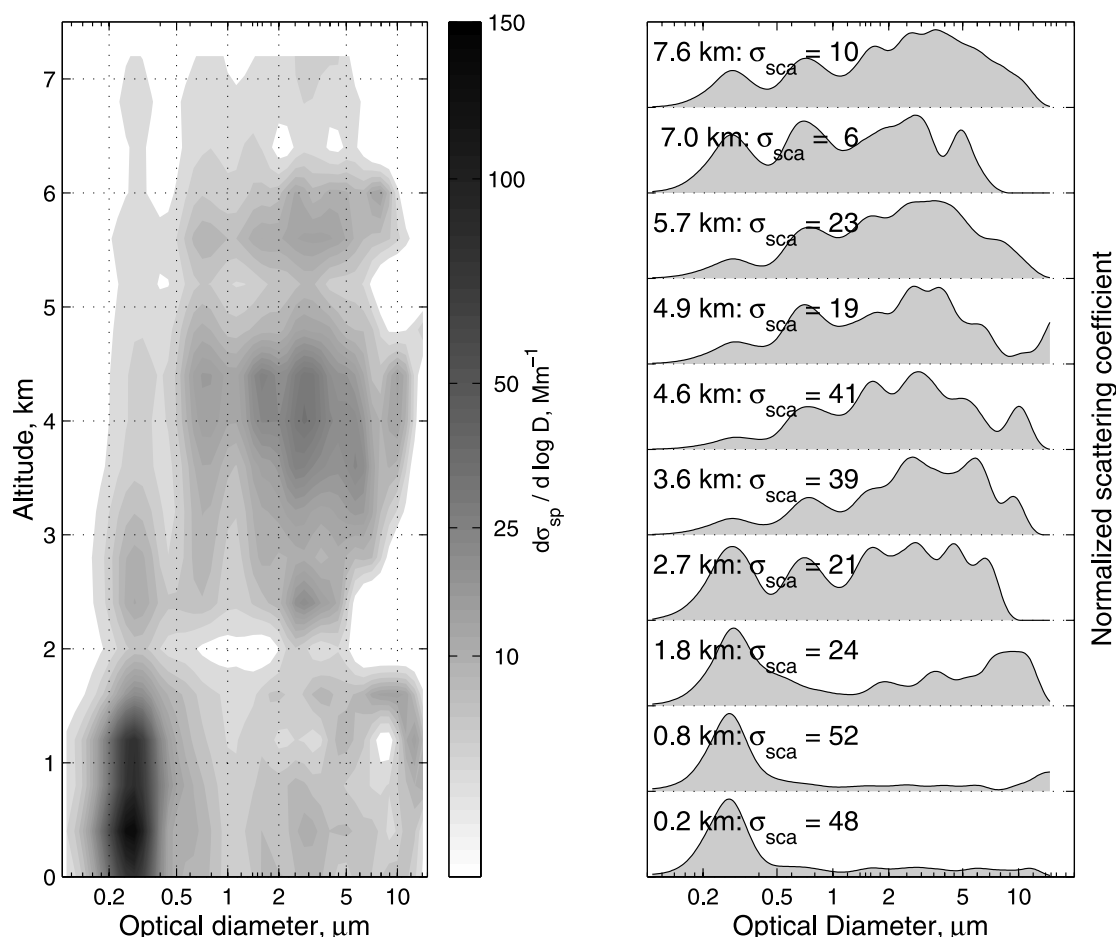 7
6
5
4
3
2
1
0
Altitude, km
0.2 0.5 1 2 5 10
Optical diameter, μm
150
100
50
25
10
dσsp / d log D, Mm−1
7.6 km: σsca = 10
7.0 km: σsca = 6
5.7 km: σsca = 23
4.9 km: σsca = 19
4.6 km: σsca = 41
3.6 km: σsca = 39
2.7 km: σsca = 21
1.8 km: σsca = 24
0.8 km: σsca = 52
0.2 km: σsca = 48
0.2 0.5 1 2 5 10
Optical Diameter, μm
Normalized scattering coefficient